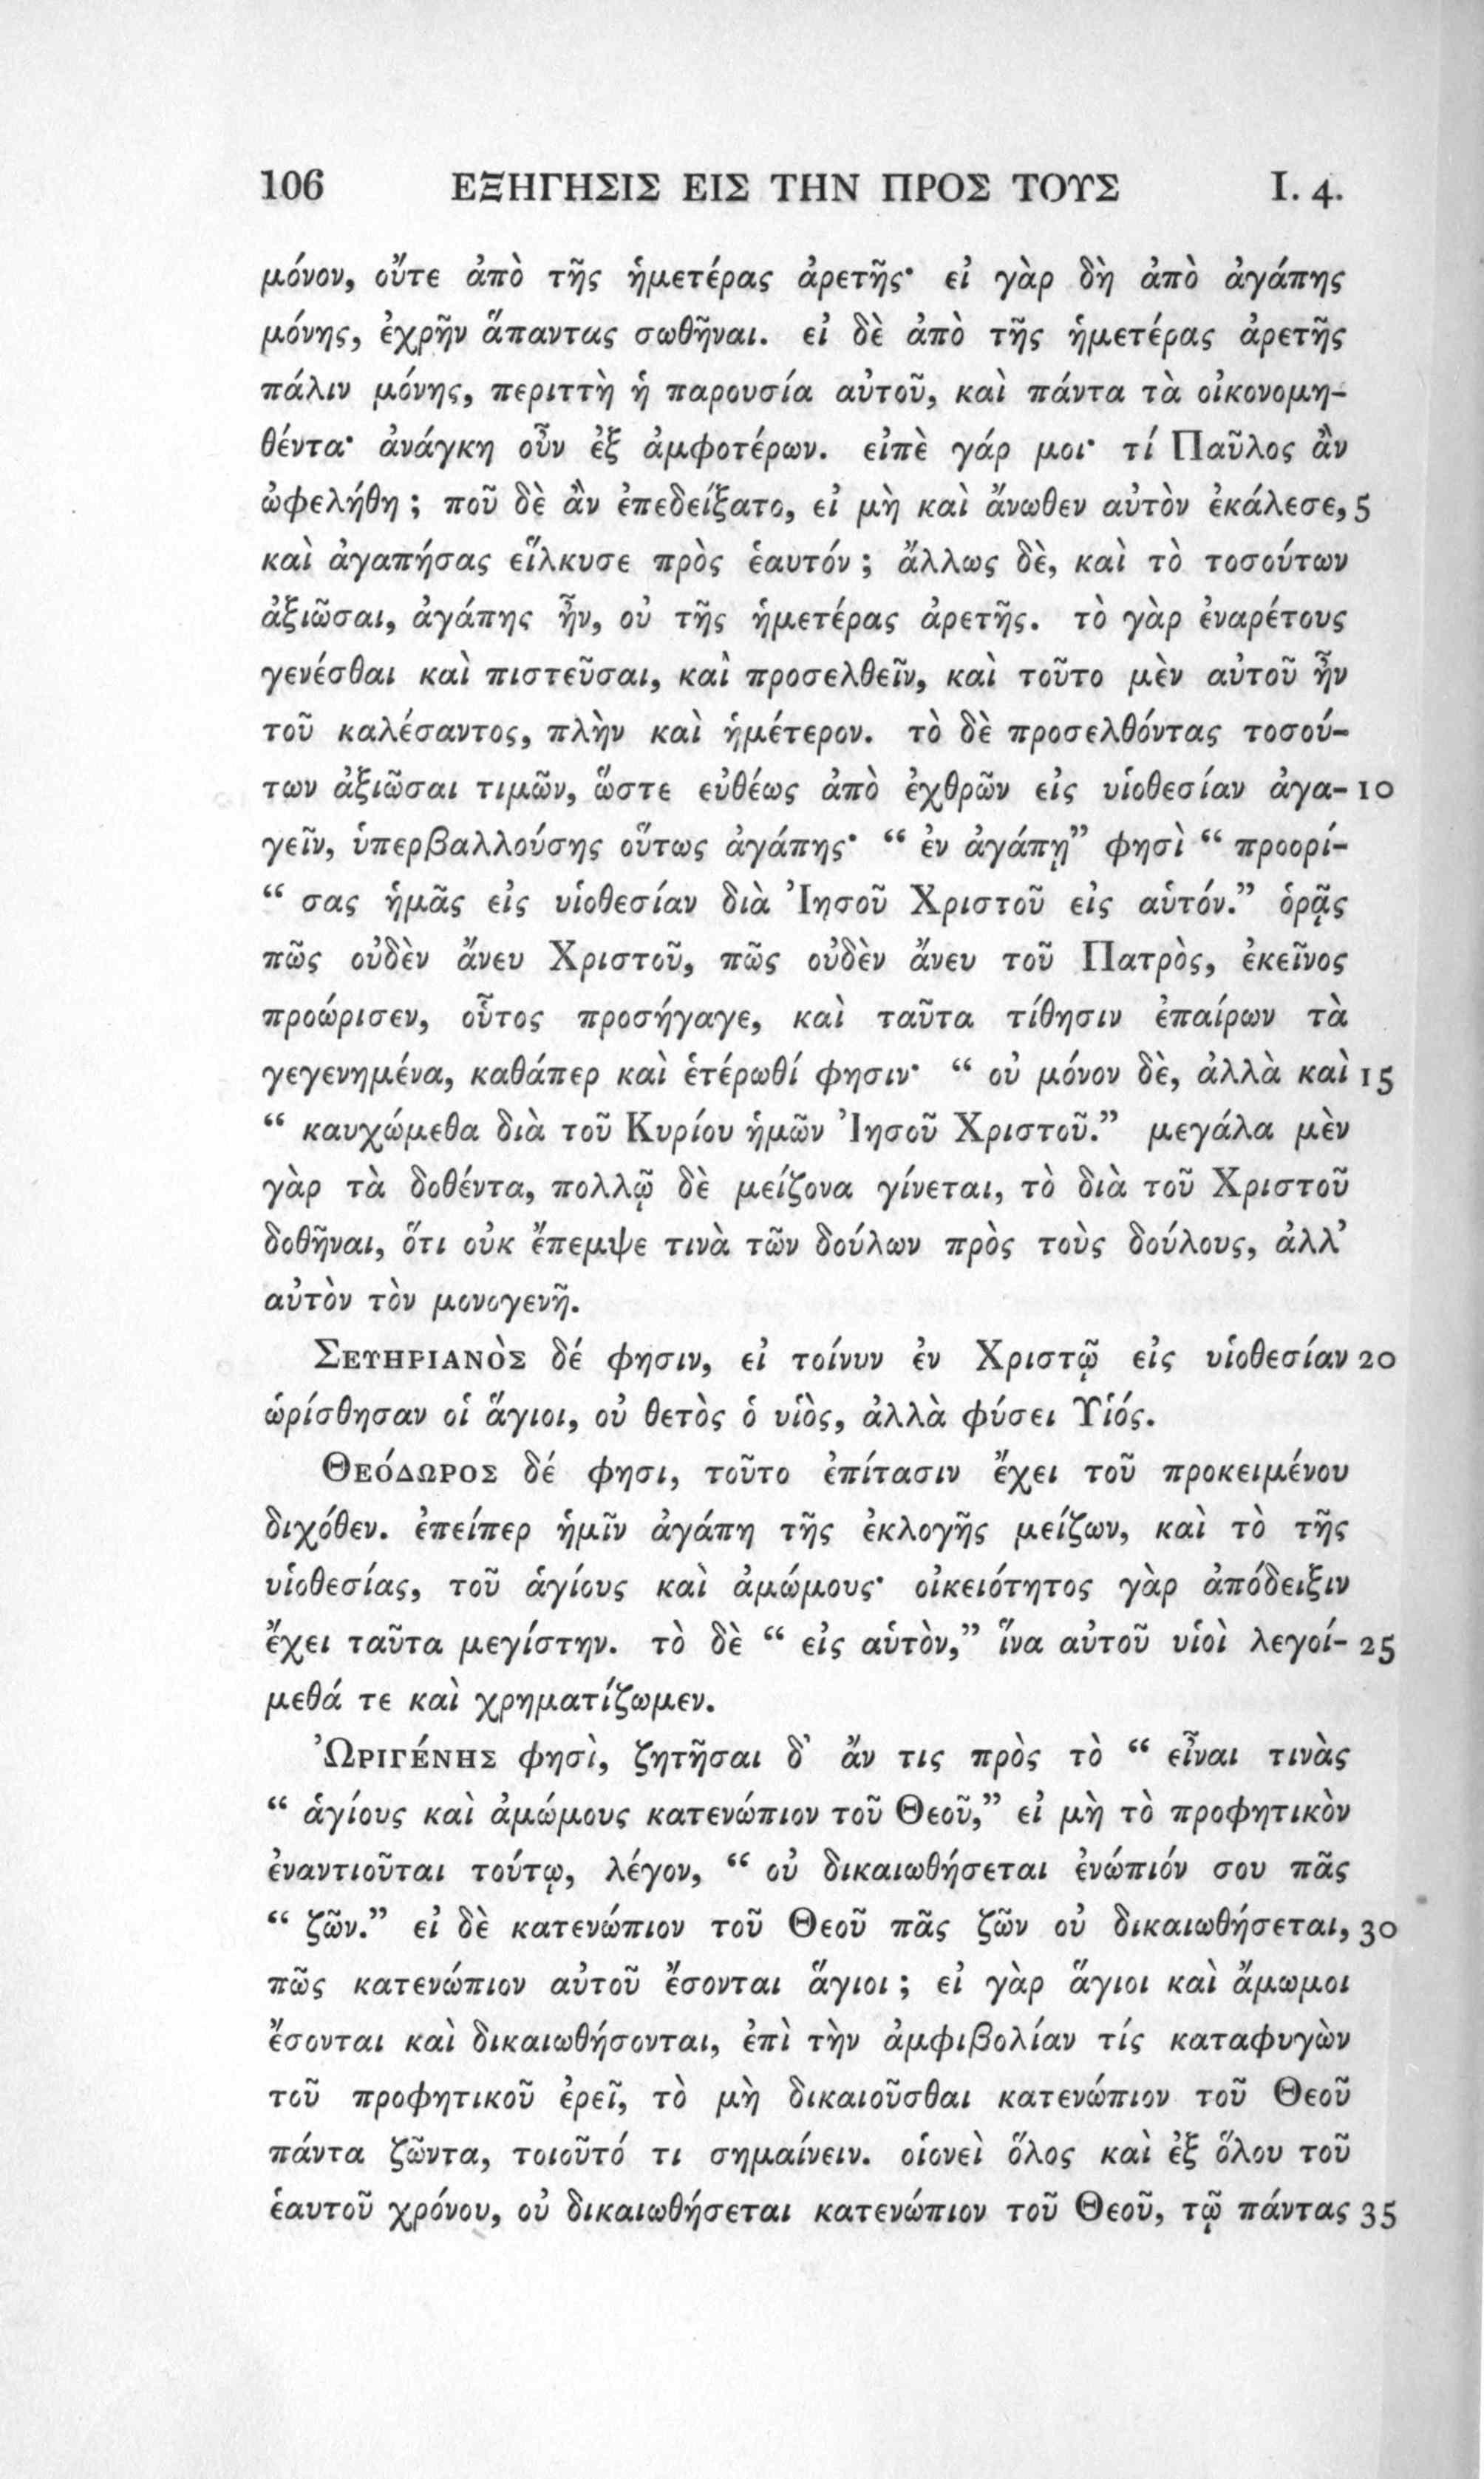 106 ΕΞΗΓΗΣΙΣ ΕΙΣ ΤΗΝ ΠΡΟΣ ΤΟΥΣ I. 4.
μόνον, οὔτε ἀπὸ τῆς ἡμετέρας ἀρετῆς· εἰ γὰρ δὴ ἀπὸ ἀγάπης
μόνης, ἐχρῆν ἅπαντας σωθῆναι. εἰ δὲ ἀπὸ τῆς ἡμετέρας ἀρετῆς
πάλιν μόνης, περιττὴ ἡ παρουσία αὐτοῦ, καὶ πάντα τὰ οἰκονομη-
θέντα· ἀνάγκη οὖν ἐξ ἀμφοτέρων. εἰπὲ γάρ μοι· τί Παῦλος ἂν
ὠφελήθη ; ποῦ δὲ ἂν ἐπεδείξατο, εἰ μὴ καὶ ἄνωθεν αὐτὸν ἐκάλεσε, 5
καὶ ἀγαπήσας εἵλκυσε πρὸς ἑαυτόν ; ἄλλως δὲ, καὶ τὸ τοσούτων
ἀξιῶσαι, ἀγάπης ἦν, οὐ τῆς ἡμετέρας ἀρετῆς. τὸ γὰρ ἐναρέτους
γενέσθαι καὶ πιστεῦσαι, καὶ προσελθεῖν, καὶ τοῦτο μὲν αὐτοῦ ἦν
τοῦ καλέσαντος, πλὴν καὶ ἡμέτερον. τὸ δὲ προσελθόντας τοσού-
των ἀξιῶσαι τιμῶν, ὥστε εὐθέως ἀπὸ ἐχθρῶν εἰς υἱοθεσίαν ἀγα- 10
γεῖν, ὑπερβαλλούσης οὕτως ἀγάπης· “ ἐν ἀγάπῃ” φησὶ “ προορί-
“ σας ἡμᾶς εἰς υἱοθεσίαν διὰ Ἰησοῦ Χριστοῦ εἰς αὑτόν.” ὁρᾷς
πῶς οὐδὲν ἄνευ Χριστοῦ, πῶς οὐδὲν ἄνευ τοῦ Πατρὸς, ἐκεῖνος
προώρισεν, οὗτος προσήγαγε, καὶ ταῦτα τίθησιν ἐπαίρων τὰ
γεγενημένα, καθάπερ καὶ ἑτέρωθί φησιν· “ οὐ μόνον δὲ, ἀλλὰ καὶ 15
“ καυχώμεθα διὰ τοῦ Κυρίου ἡμῶν Ἰησοῦ Χριστοῦ.” μεγάλα μὲν
γὰρ τὰ δοθέντα, πολλῷ δὲ μείζονα γίνεται, τὸ διὰ τοῦ Χριστοῦ
δοθῆναι, ὅτι οὐκ ἔπεμψε τινὰ τῶν δούλων πρὸς τοὺς δούλους, ἀλλ’
αὐτὸν τὸν μονογενῆ.
ΣΕΥΗΡΙΑΝῸΣ δέ φησιν, εἰ τοίνυν ἐν Χριστῷ εἰς υἱοθεσίαν 20
ὡρίσθησαν οἱ ἅγιοι, οὐ θετὸς ὁ υἱὸς, ἀλλὰ φύσει Υἱός.
ΘΕΌΔΩΡΟΣ δέ φησι, τοῦτο ἐπίτασιν ἔχει τοῦ προκειμένου
διχόθεν. ἐπείπερ ἡμῖν ἀγάπη τῆς ἐκλογῆς μείζων, καὶ τὸ τῆς
υἱοθεσίας, τοῦ ἁγίους καὶ ἀμώμους· οἰκειότητος γὰρ ἀπόδειξιν
ἔχει ταῦτα μεγίστην. τὸ δὲ “ εἰς αὑτὸν,” ἵνα αὐτοῦ υἱοὶ λεγοί- 25
μεθά τε καὶ χρηματίζωμεν.
ὨΡΙΓΈΝΗΣ φησὶ, ζητῆσαι δ’ ἄν τις πρὸς τὸ “ εἶναι τινὰς
“ ἁγίους καὶ ἀμώμους κατενώπιον τοῦ Θεοῦ,” εἰ μὴ τὸ προφητικὸν
ἐναντιοῦται τούτῳ, λέγον, “ οὐ δικαιωθήσεται ἐνώπιόν σου πᾶς
“ ζῶν.” εἰ δὲ κατενώπιον τοῦ Θεοῦ πᾶς ζῶν οὐ δικαιωθήσεται, 30
πῶς κατενώπιον αὐτοῦ ἔσονται ἅγιοι ; εἰ γὰρ ἅγιοι καὶ ἄμωμοι
ἔσονται καὶ δικαιωθήσονται, ἐπὶ τὴν ἀμφιβολίαν τίς καταφυγὼν
τοῦ προφητικοῦ ἐρεῖ, τὸ μὴ δικαιοῦσθαι κατενώπιον τοῦ Θεοῦ
πάντα ζῶντα, τοιοῦτό τι σημαίνειν. οἱονεὶ ὅλος καὶ ἐξ ὅλου τοῦ
ἑαυτοῦ χρόνου, οὐ δικαιωθήσεται κατενώπιον τοῦ Θεοῦ, τῷ πάντας 35